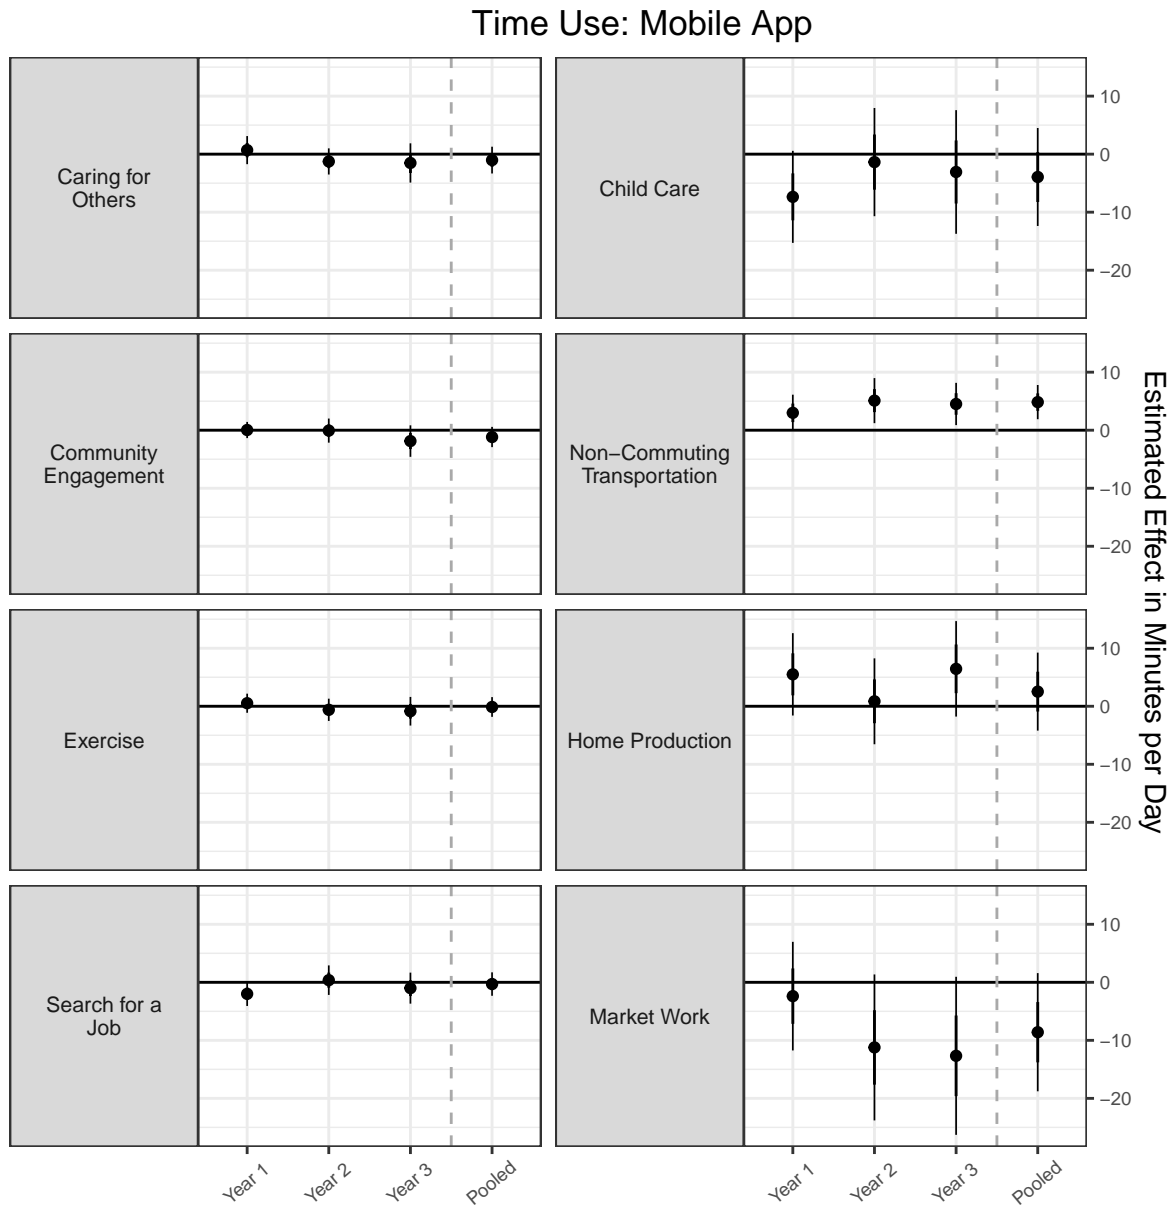 Time Use: Mobile App
Caring for
Others
Child Care
10
0
−10
−20
Community
Engagement
Non−Commuting
Transportation
10
0
−10
−20
Exercise
Home Production
10
0
−10
−20
Search for a
Job
Market Work
10
0
−10
−20
Estimated Effect in Minutes per Day
Year 1
Year 2
Year 3
Pooled
Year 1
Year 2
Year 3
Pooled